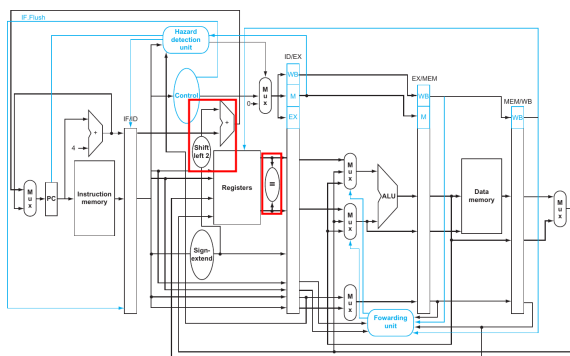 IF.Flush
Hazard
detection
unit
ID/EX
M
u
x
WB
Control
0
M
EX/MEM
WB
EX
M
MEM/WB
WB
IF/ID
+
+
4
Shift
left 2
M
u
x
PC
Instruction
memory
Registers
=
M
u
x
ALU
Data
memory
M
u
x
M
u
x
Sign-
extend
M
u
x
Fowarding
unit